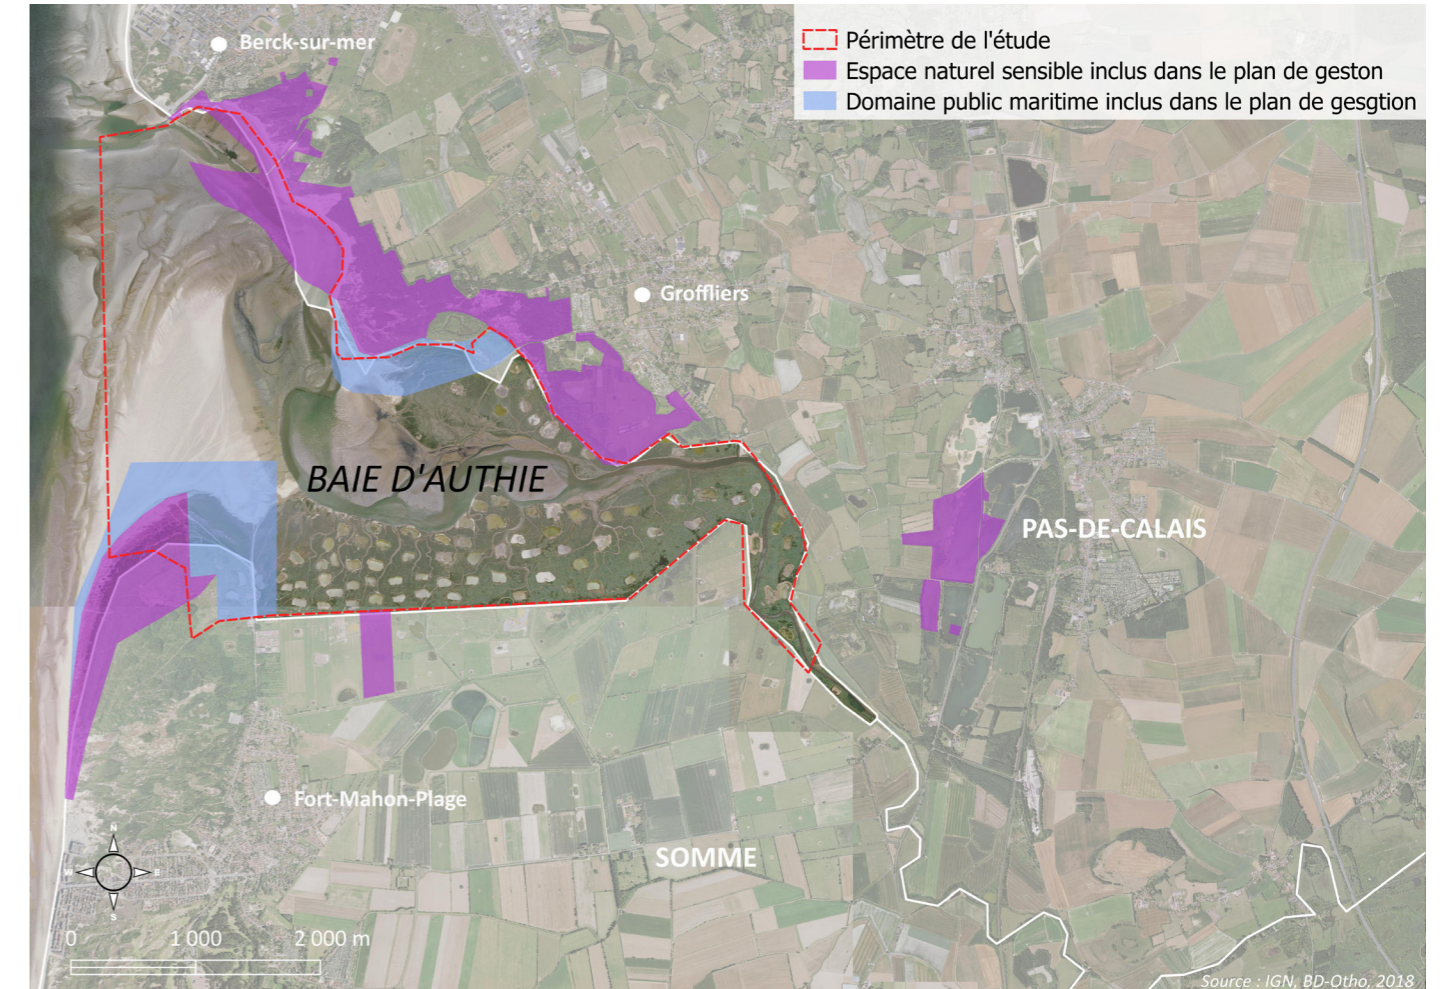 Berck-sur-mer
Périmètre de l'étude
Espace naturel sensible inclus dans le plan de geston
Domaine public maritime inclus dans le plan de gesgtion
Groffliers
BAIE D'AUTHIE
PAS-DE-CALAIS
Fort-Mahon-Plage
SOMME
N
W E
S
0 1 000 2 000 m
Source : IGN, BD-Otho, 2018